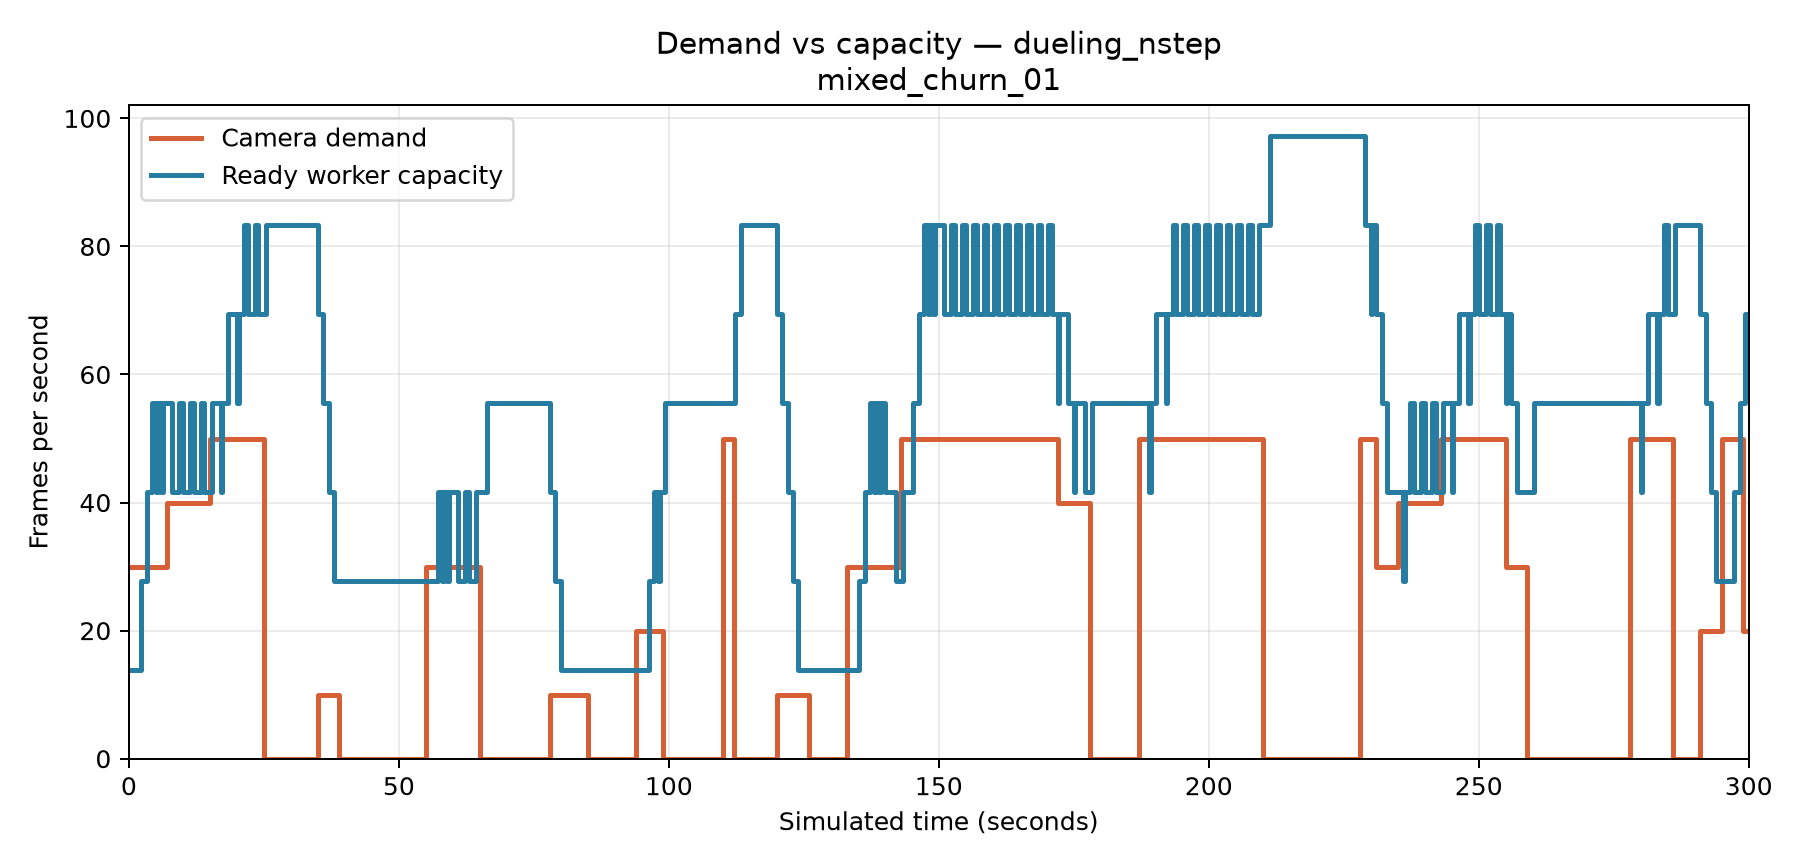 Demand vs capacity — dueling_nstep
mixed_churn_01
Camera demand
Ready worker capacity
Frames per second
100
80
60
40
20
0
0 50 100 150 200 250 300
Simulated time (seconds)